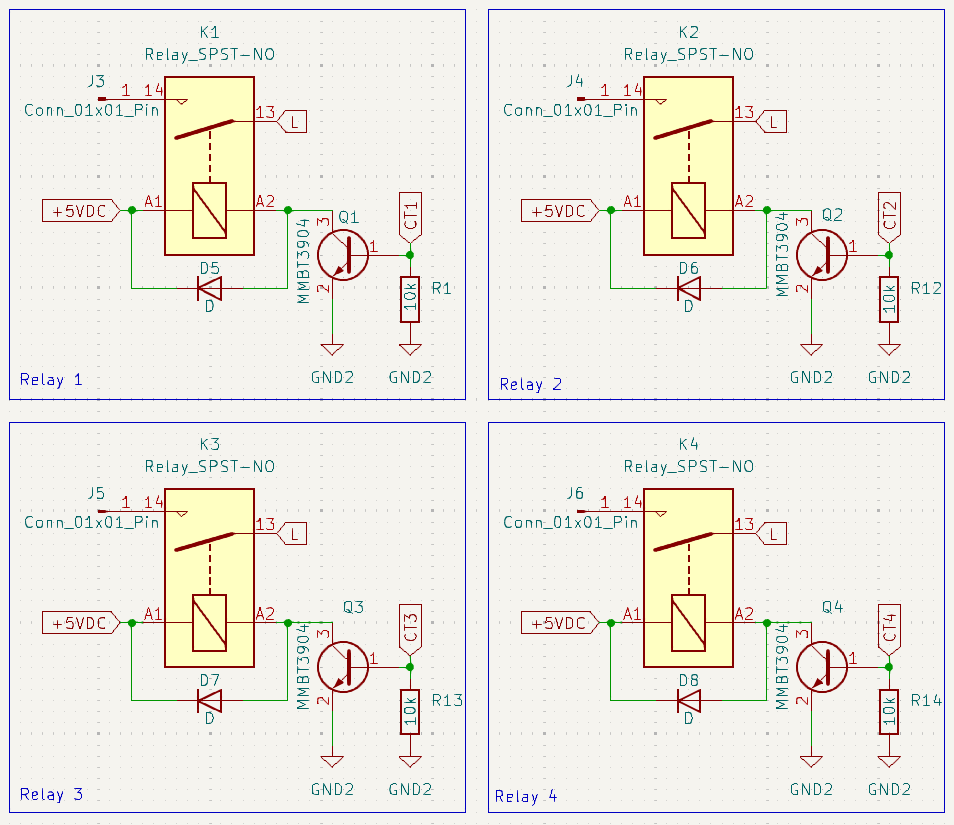 K1
Relay_SPST-NO
J3
1 14
Conn_01x01_Pin
13
L
+5VDC
A1
A2
3
Q1
MMBT3904
CT1
1
2
D5
D
10k
R1
GND2
GND2
Relay 1
K2
Relay_SPST-NO
J4
1 14
Conn_01x01_Pin
13
L
+5VDC
A1
A2
3
Q2
MMBT3904
CT2
1
2
D6
D
10k
R12
GND2
GND2
Relay 2
K3
Relay_SPST-NO
J5
1 14
Conn_01x01_Pin
13
L
+5VDC
A1
A2
3
Q3
MMBT3904
CT3
1
2
D7
D
10k
R13
GND2
GND2
Relay 3
K4
Relay_SPST-NO
J6
1 14
Conn_01x01_Pin
13
L
+5VDC
A1
A2
3
Q4
MMBT3904
CT4
1
2
D8
D
10k
R14
GND2
GND2
Relay 4